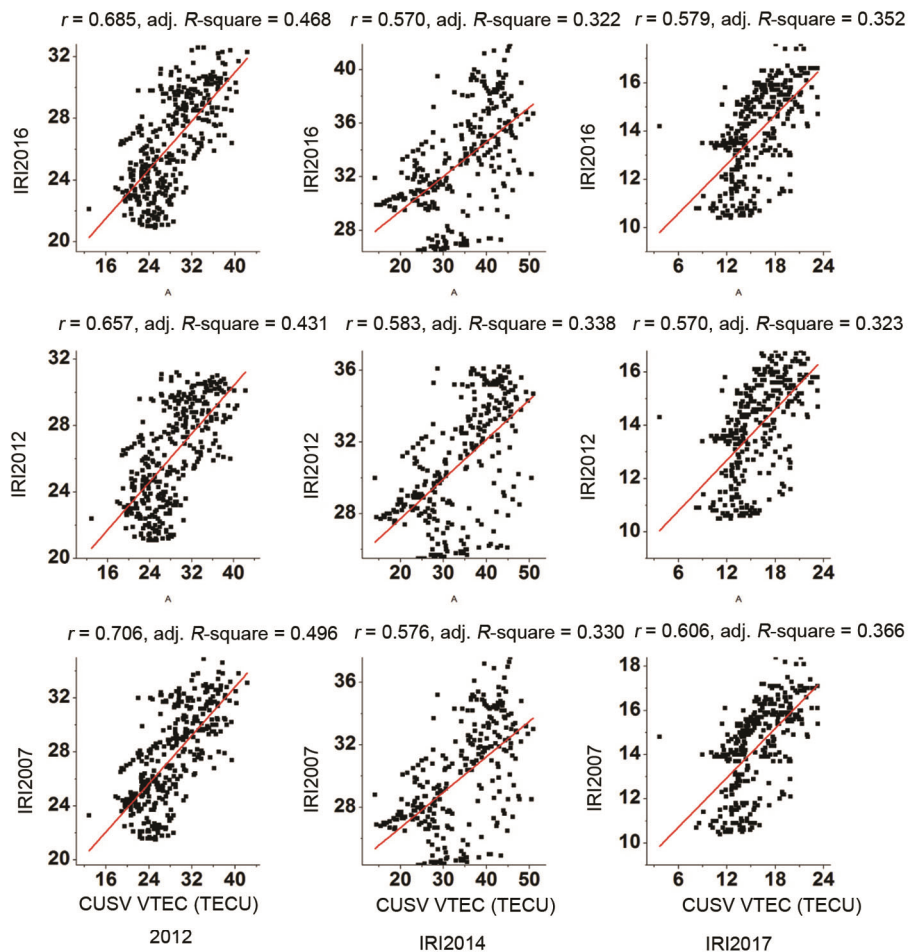 r = 0.685, adj. R-square = 0.468
r = 0.570, adj. R-square = 0.322
r = 0.579, adj. R-square = 0.352
IRI2016
32
28
24
20
16 24 32 40
A
IRI2016
40
36
32
28
20 30 40 50
A
IRI2016
16
14
12
10
6 12 18 24
A
r = 0.657, adj. R-square = 0.431
r = 0.583, adj. R-square = 0.338
r = 0.570, adj. R-square = 0.323
IRI2012
32
28
24
20
16 24 32 40
A
IRI2012
36
32
28
20 30 40 50
A
IRI2012
16
14
12
10
6 12 18 24
A
r = 0.706, adj. R-square = 0.496
r = 0.576, adj. R-square = 0.330
r = 0.606, adj. R-square = 0.366
IRI2007
32
28
24
20
16 24 32 40
CUSV VTEC (TECU)
2012
IRI2007
36
32
28
20 30 40 50
CUSV VTEC (TECU)
IRI2014
IRI2007
18
16
14
12
10
6 12 18 24
CUSV VTEC (TECU)
IRI2017